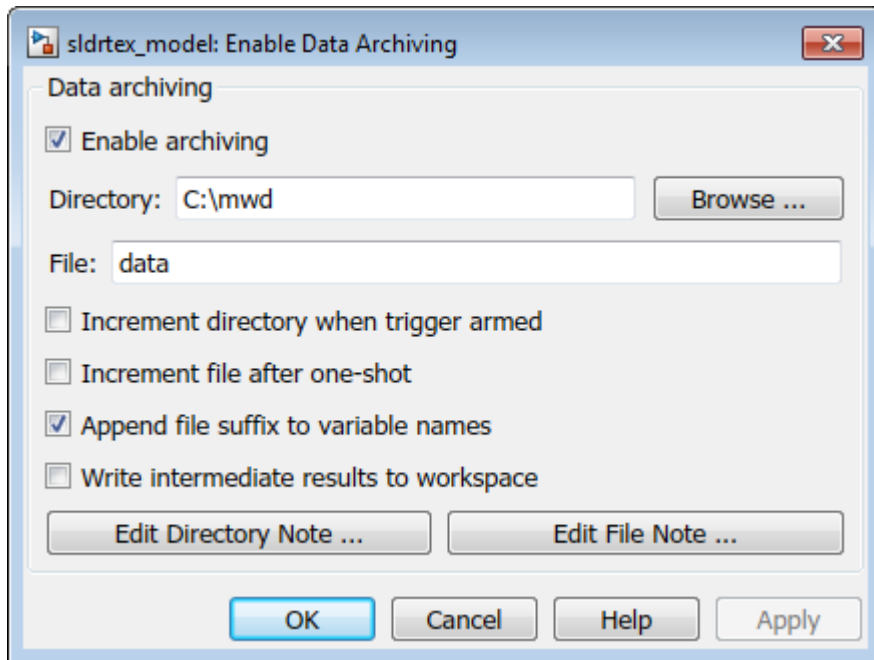 sldrtex_model: Enable Data Archiving
Data archiving
Enable archiving
Directory: C:\mwd Browse ...
File: data
Increment directory when trigger armed
Increment file after one-shot
Append file suffix to variable names
Write intermediate results to workspace
Edit Directory Note ... Edit File Note ...
OK Cancel Help Apply